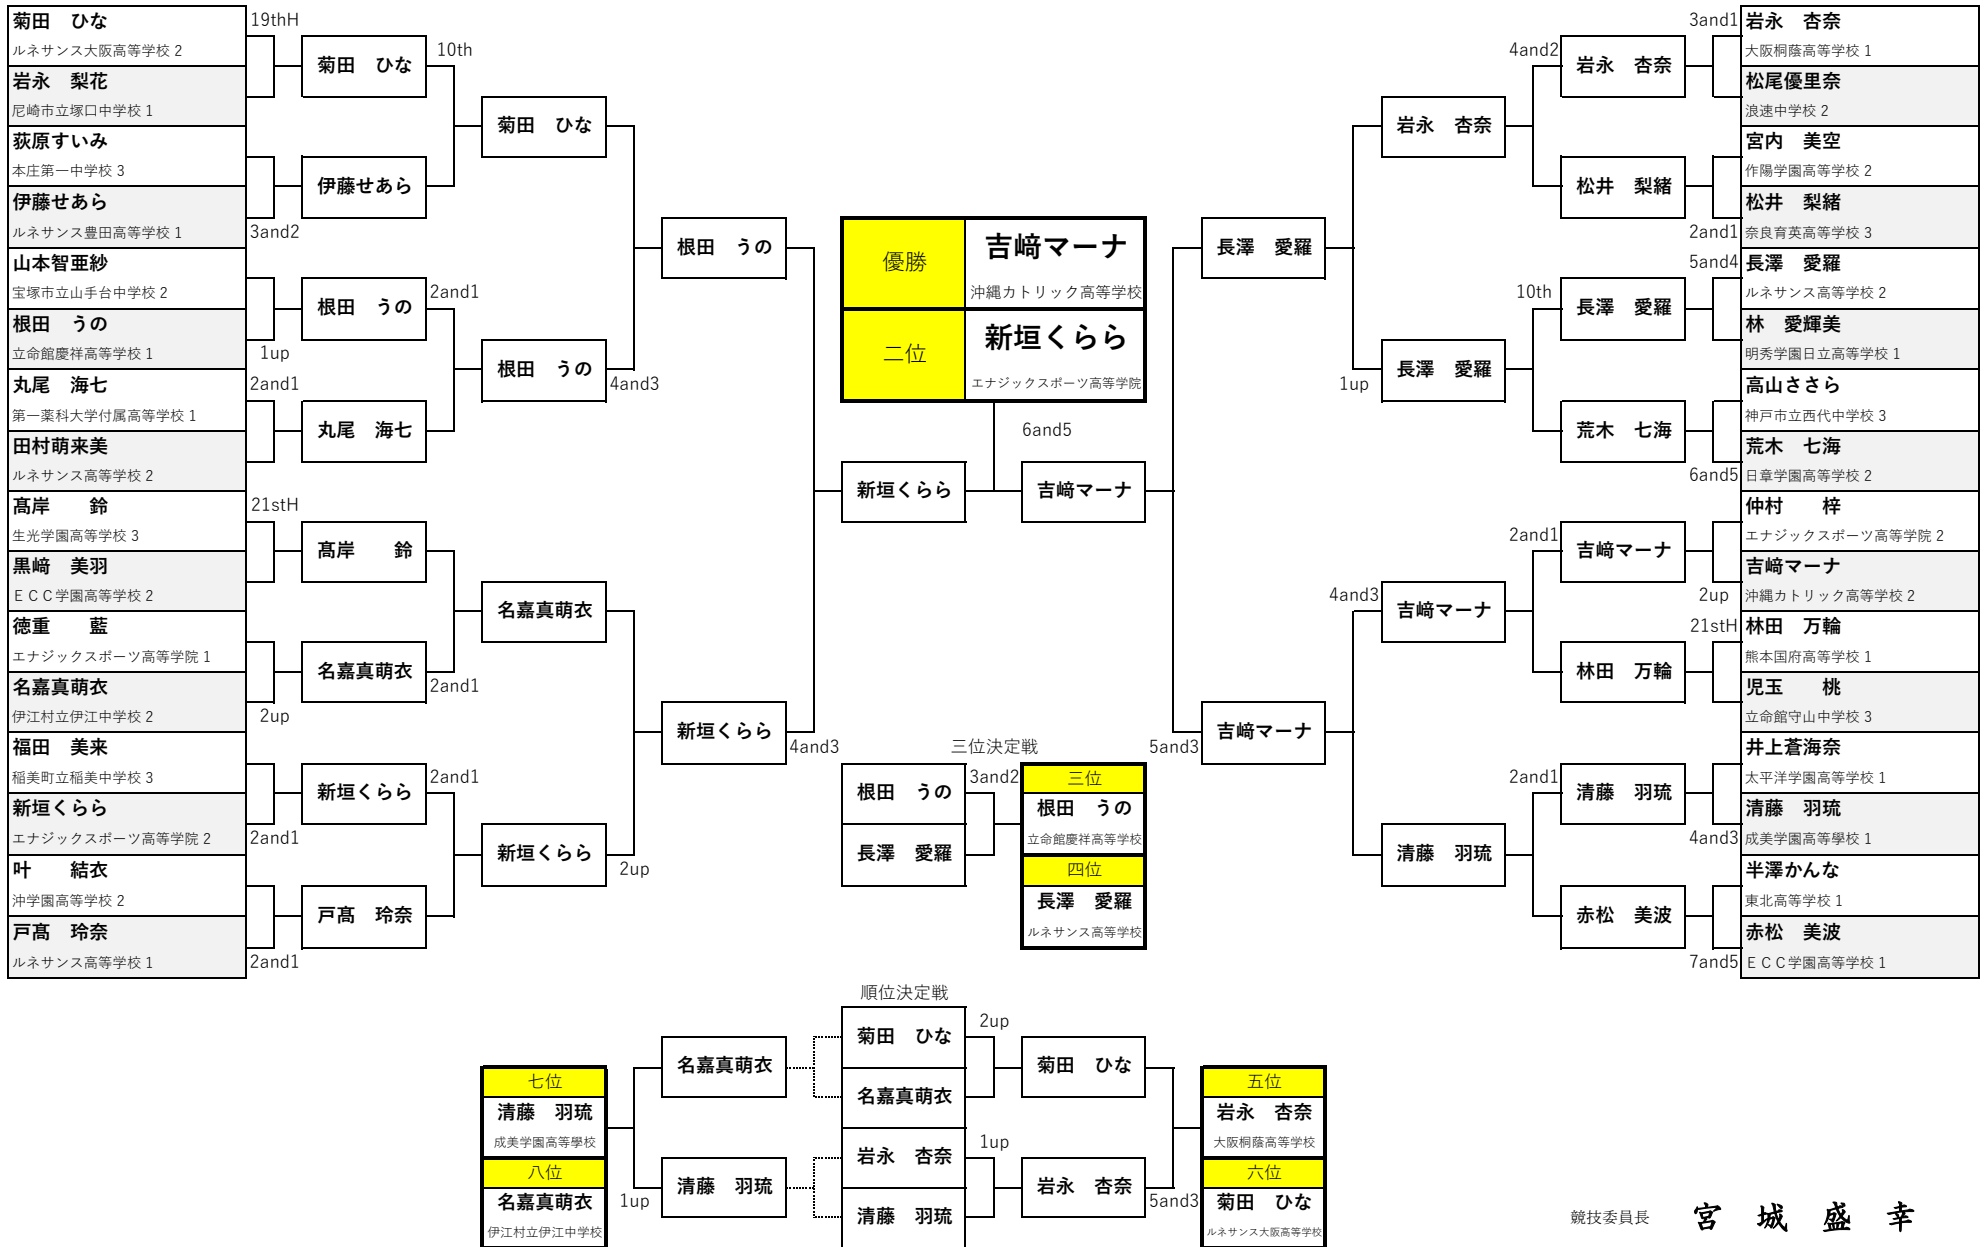 菊田　ひな
ルネサンス大阪高等学校 2
岩永　梨花
尼崎市立塚口中学校 1
荻原すいみ
本庄第一中学校 3
伊藤せあら
ルネサンス豊田高等学校 1
山本智亜紗
宝塚市立山手台中学校 2
根田　うの
立命館慶祥高等学校 1
丸尾　海七
第一薬科大学付属高等学校 1
田村萌来美
ルネサンス高等学校 2
髙岸　　鈴
生光学園高等学校 3
黒﨑　美羽
ＥＣＣ学園高等学校 2
徳重　　藍
エナジックスポーツ高等学院 1
名嘉真萌衣
伊江村立伊江中学校 2
福田　美来
稲美町立稲美中学校 3
新垣くらら
エナジックスポーツ高等学院 2
叶　　結衣
沖学園高等学校 2
戸髙　玲奈
ルネサンス高等学校 1
19thH
3and2
1up
2and1
21stH
2up
2and1
2and1
菊田　ひな
伊藤せあら
根田　うの
丸尾　海七
髙岸　　鈴
名嘉真萌衣
新垣くらら
戸髙　玲奈
10th
2and1
2and1
2and1
菊田　ひな
根田　うの
名嘉真萌衣
新垣くらら
4and3
2up
根田　うの
新垣くらら
4and3
優勝
吉﨑マーナ
沖縄カトリック高等学校
二位
新垣くらら
エナジックスポーツ高等学院
6and5
新垣くらら
吉﨑マーナ
三位決定戦
根田　うの
長澤　愛羅
3and2
三位
根田　うの
立命館慶祥高等学校
四位
長澤　愛羅
ルネサンス高等学校
5and3
長澤　愛羅
吉﨑マーナ
1up
4and3
岩永　杏奈
長澤　愛羅
吉﨑マーナ
清藤　羽琉
4and2
10th
2and1
2and1
岩永　杏奈
松井　梨緒
長澤　愛羅
荒木　七海
吉﨑マーナ
林田　万輪
清藤　羽琉
赤松　美波
3and1
2and1
5and4
6and5
2up
21stH
4and3
7and5
岩永　杏奈
大阪桐蔭高等学校 1
松尾優里奈
浪速中学校 2
宮内　美空
作陽学園高等学校 2
松井　梨緒
奈良育英高等学校 3
長澤　愛羅
ルネサンス高等学校 2
林　愛輝美
明秀学園日立高等学校 1
高山ささら
神戸市立西代中学校 3
荒木　七海
日章学園高等学校 2
仲村　　梓
エナジックスポーツ高等学院 2
吉﨑マーナ
沖縄カトリック高等学校 2
林田　万輪
熊本国府高等学校 1
児玉　　桃
立命館守山中学校 3
井上蒼海奈
太平洋学園高等学校 1
清藤　羽琉
成美学園高等學校 1
半澤かんな
東北高等学校 1
赤松　美波
ＥＣＣ学園高等学校 1
順位決定戦
七位
清藤　羽琉
成美学園高等學校
八位
名嘉真萌衣
伊江村立伊江中学校
1up
名嘉真萌衣
清藤　羽琉
菊田　ひな
名嘉真萌衣
岩永　杏奈
清藤　羽琉
2up
1up
菊田　ひな
岩永　杏奈
5and3
五位
岩永　杏奈
大阪桐蔭高等学校
六位
菊田　ひな
ルネサンス大阪高等学校
競技委員長　宮　城　盛　幸